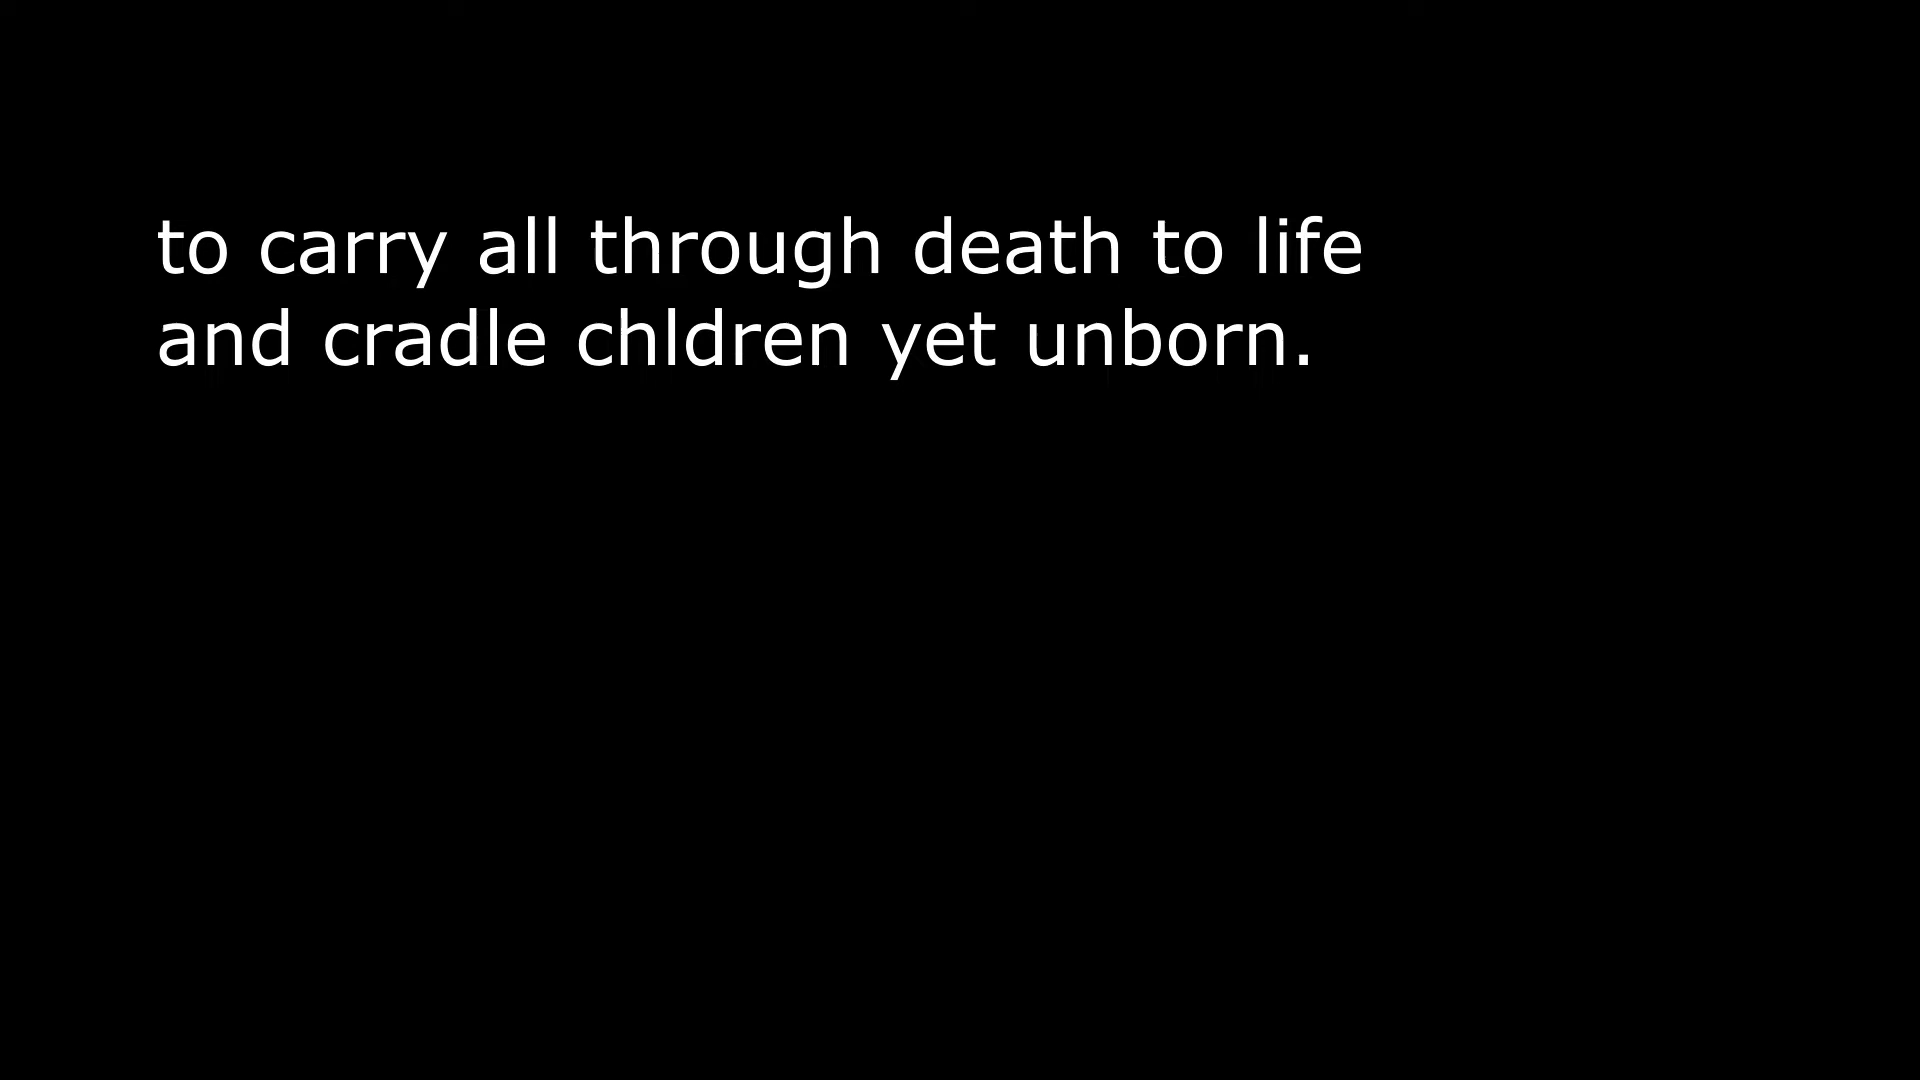 to carry all through death to life
and cradle chldren yet unborn.